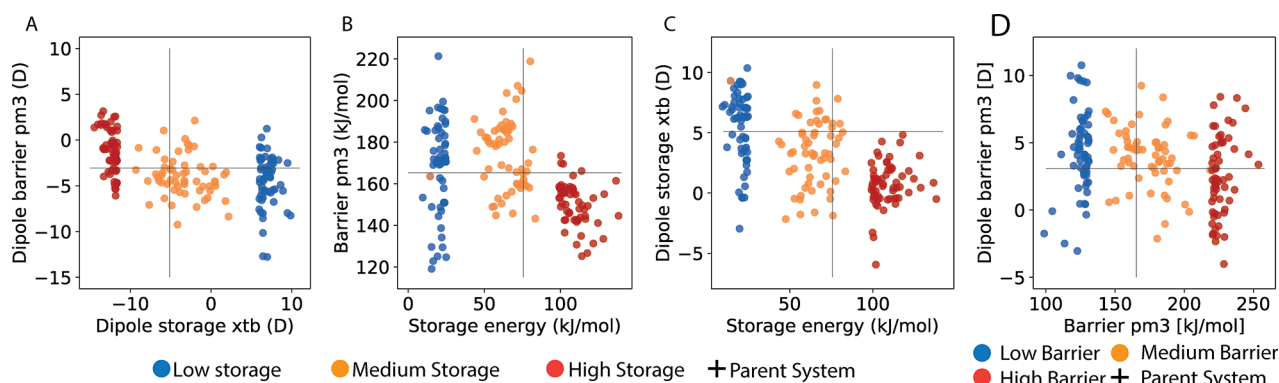 A
Dipole barrier pm3 (D)
10
5
0
−5
−10
−15
−10
0
10
Dipole storage xtb (D)
B
Barrier pm3 (kJ/mol)
220
200
180
160
140
120
0
50
100
Storage energy (kJ/mol)
C
Dipole storage xtb (D)
10
5
0
−5
50
100
Storage energy (kJ/mol)
D
Dipole barrier pm3 [D]
10
5
0
−5
100
150
200
250
Barrier pm3 [kJ/mol]
Low storage
Medium Storage
High Storage
Parent System
Low Barrier
Medium Barrier
High Barrier
Parent System